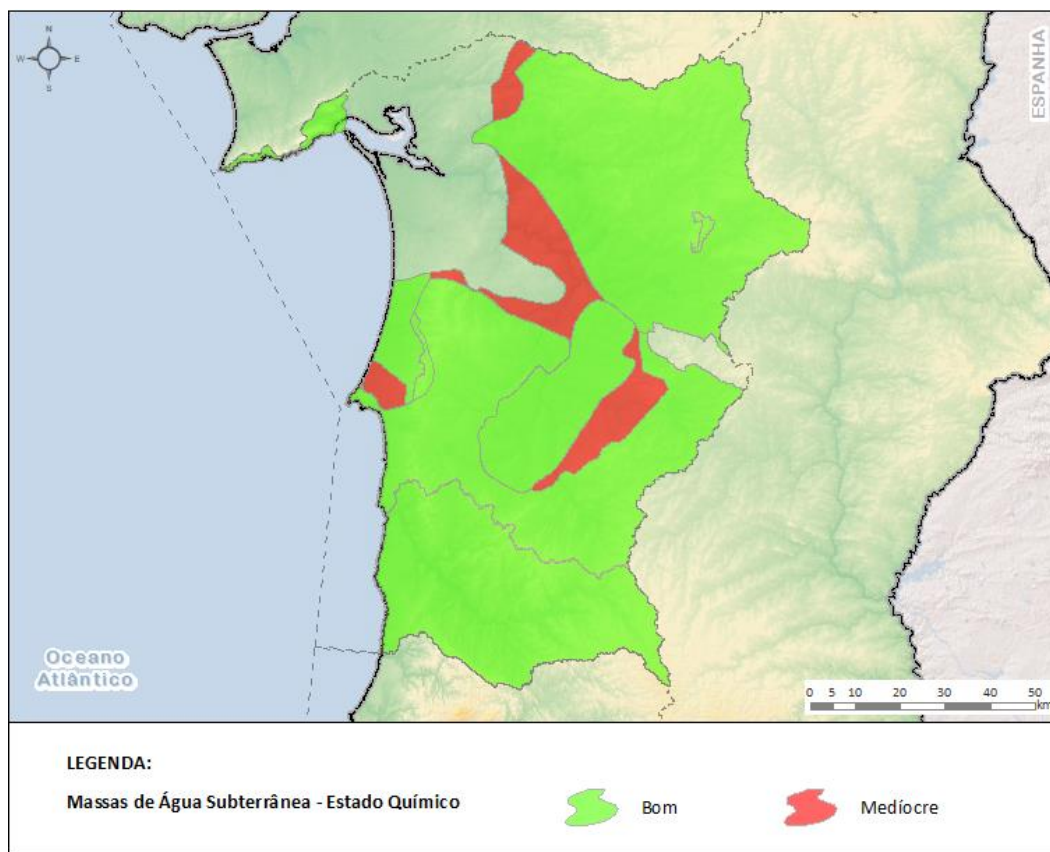 N
W E
S
ESPANHA
Oceano
Atlântico
0 5 10 20 30 40 50
km
LEGENDA:
Massas de Água Subterrânea - Estado Químico
Bom
Medíocre